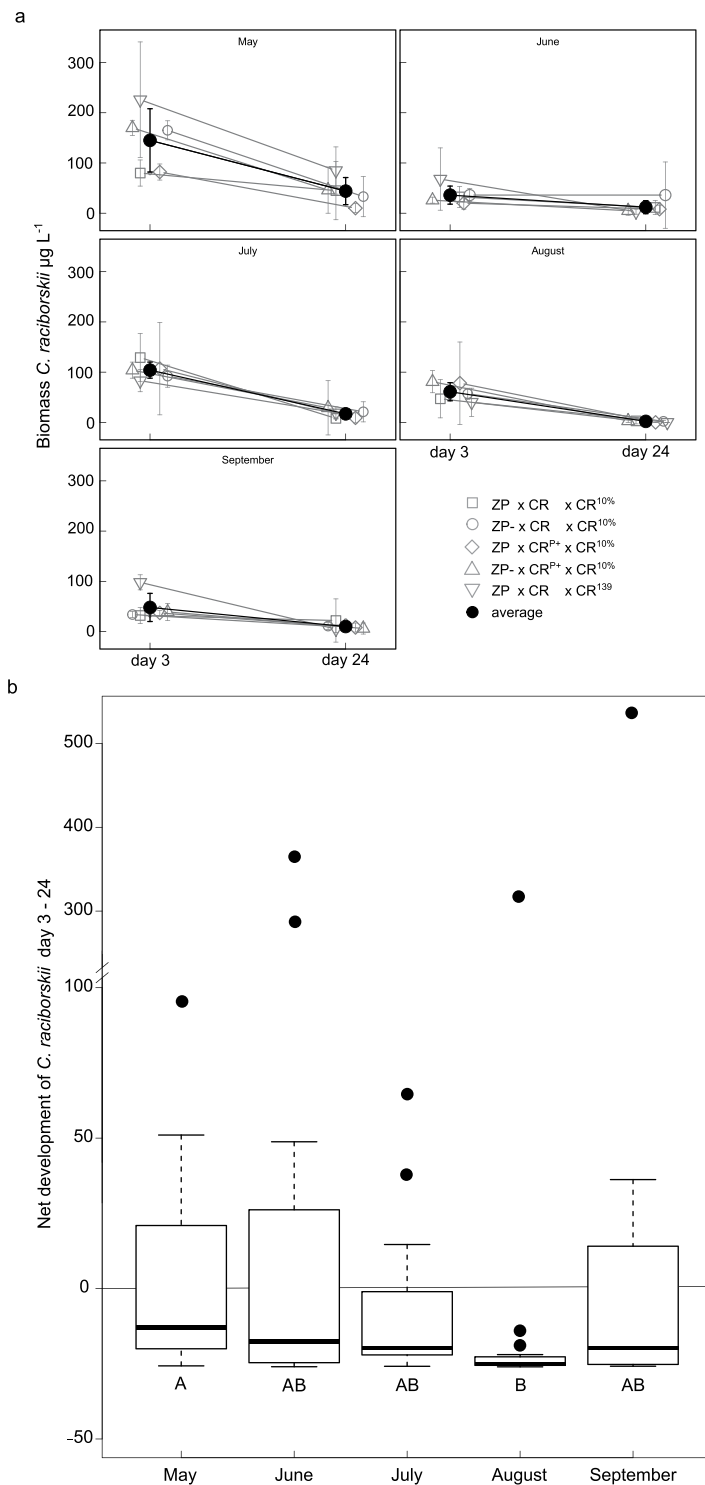 a
May
June
300
200
100
0
July
August
300
200
100
0
day 3
day 24
September
300
200
100
0
day 3
day 24
Biomass C. raciborskii µg L⁻¹
ZP x CR x CR¹⁰%
ZP- x CR x CR¹⁰%
ZP x CRᴾ⁺ x CR¹⁰%
ZP- x CRᴾ⁺ x CR¹⁰%
ZP x CR x CR¹³⁹
average
b
Net development of C. raciborskii day 3 - 24
500
400
300
100
50
0
-50
A
AB
AB
B
AB
May
June
July
August
September